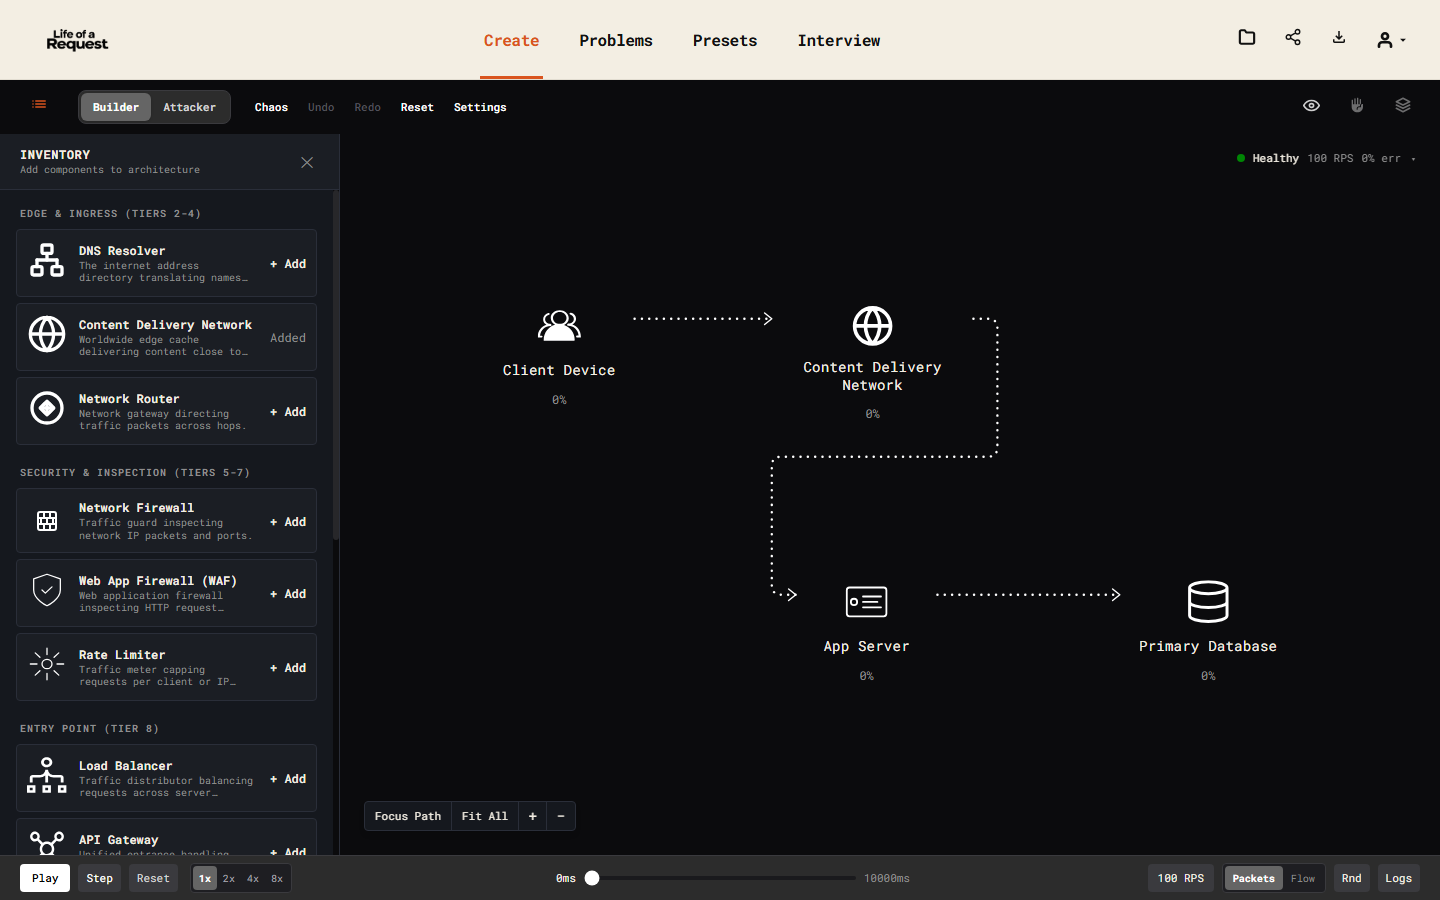 Life of a
Request
Create
Problems
Presets
Interview
Builder
Attacker
Chaos
Undo
Redo
Reset
Settings
INVENTORY
Add components to architecture
Healthy 100 RPS 0% err
EDGE & INGRESS (TIERS 2-4)
DNS Resolver
The internet address
directory translating names…
+ Add
Content Delivery Network
Worldwide edge cache
delivering content close to…
Added
Network Router
Network gateway directing
traffic packets across hops.
+ Add
SECURITY & INSPECTION (TIERS 5-7)
Network Firewall
Traffic guard inspecting
network IP packets and ports.
+ Add
Web App Firewall (WAF)
Web application firewall
inspecting HTTP request…
+ Add
Rate Limiter
Traffic meter capping
requests per client or IP…
+ Add
ENTRY POINT (TIER 8)
Load Balancer
Traffic distributor balancing
requests across server…
+ Add
API Gateway
Unified entrance handling
+ Add
Client Device
0%
Content Delivery
Network
0%
App Server
0%
Primary Database
0%
Focus Path
Fit All
+
−
Play
Step
Reset
1x
2x
4x
8x
0ms
10000ms
100 RPS
Packets
Flow
Rnd
Logs